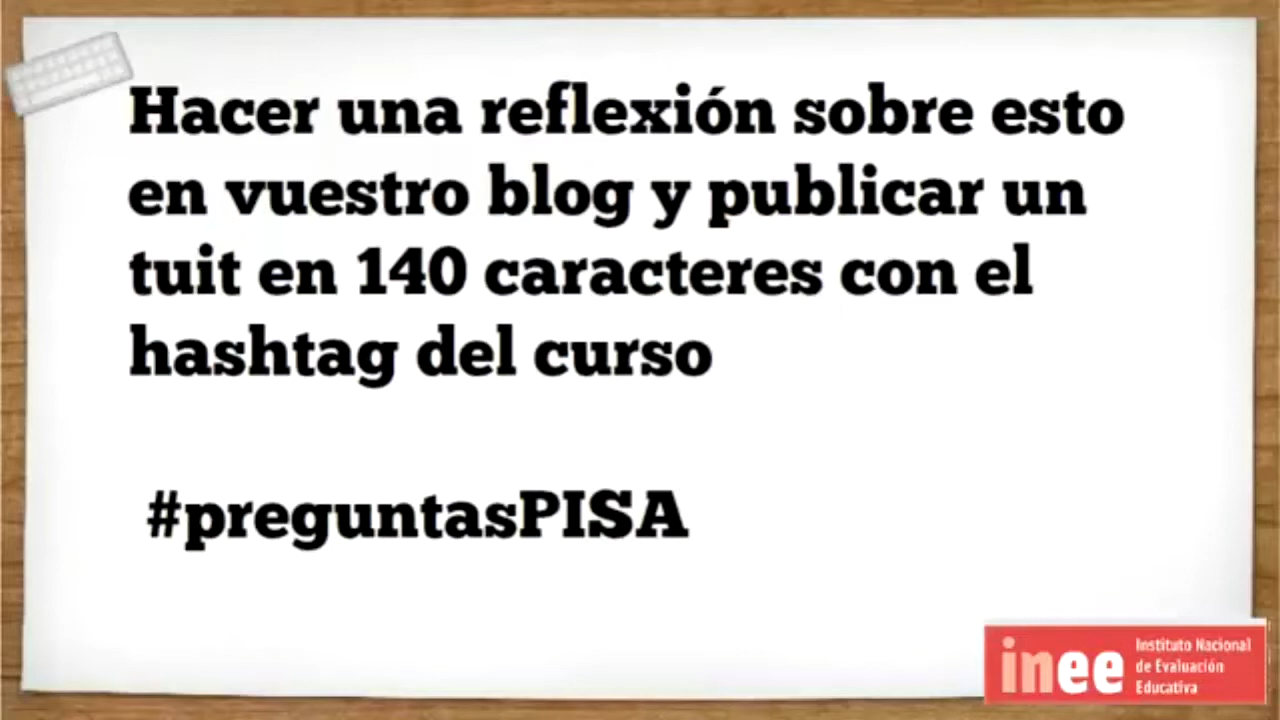 Hacer una reflexión sobre esto
en vuestro blog y publicar un
tuit en 140 caracteres con el
hashtag del curso
#preguntasPISA
inee
Instituto Nacional
de Evaluación
Educativa